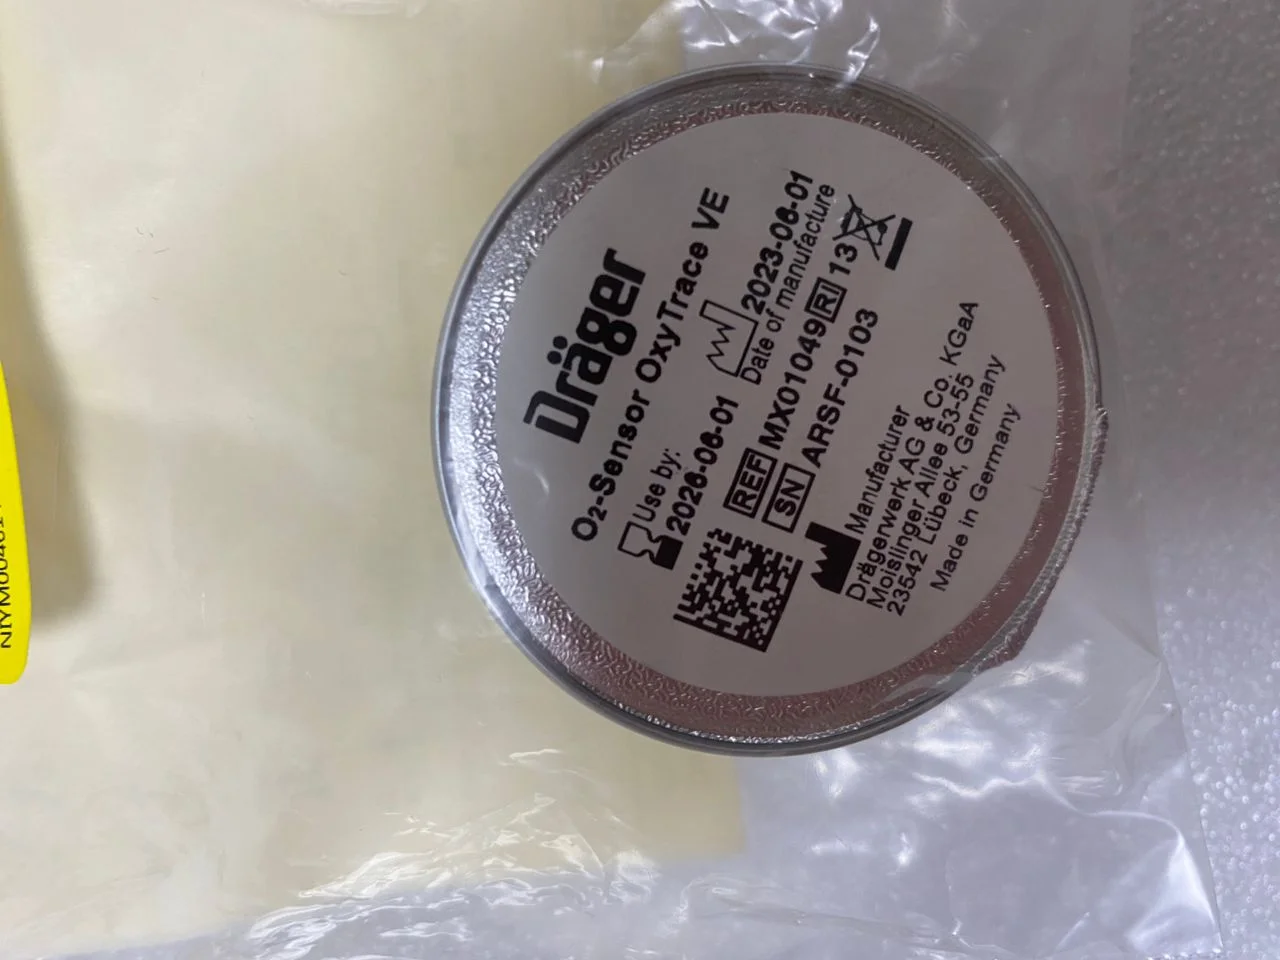 Dräger
O₂-Sensor OxyTrace VE
Use by:
2026-06-01
2023-06-01
Date of manufacture
REF MX01049 RI 13
SN ARSF-0103
Manufacturer
Drägerwerk AG & Co. KGaA
Moislinger Allee 53-55
23542 Lübeck, Germany
Made in Germany